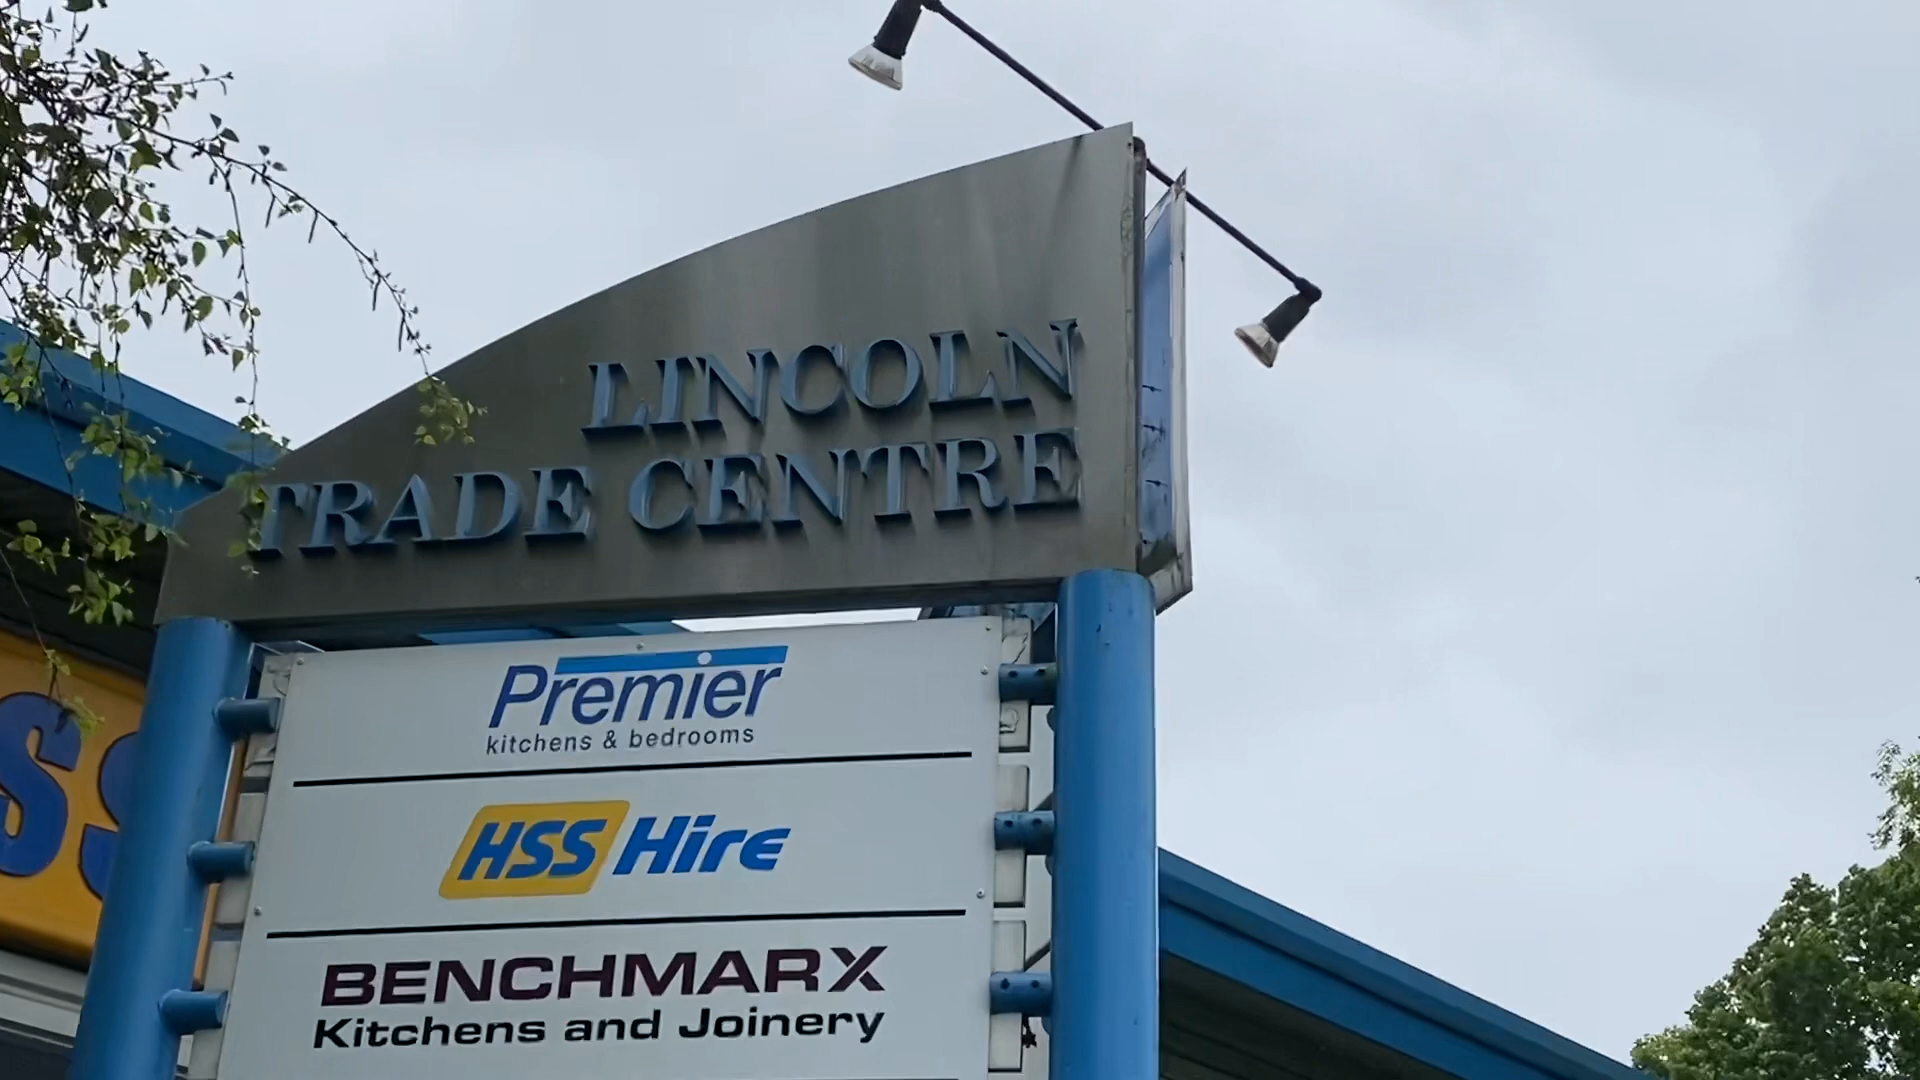 LINCOLN
TRADE CENTRE
Premier
kitchens & bedrooms
HSS Hire
BENCHMARX
Kitchens and Joinery